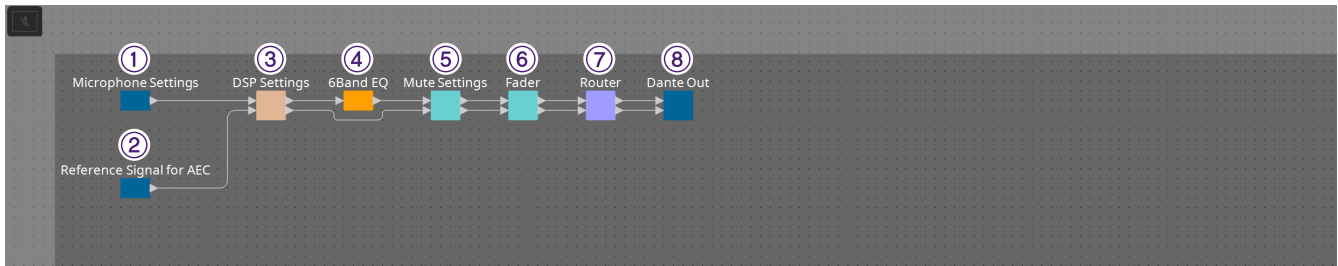 ① ③ ④ ⑤ ⑥ ⑦ ⑧
Microphone Settings DSP Settings 6Band EQ Mute Settings Fader Router Dante Out
②
Reference Signal for AEC